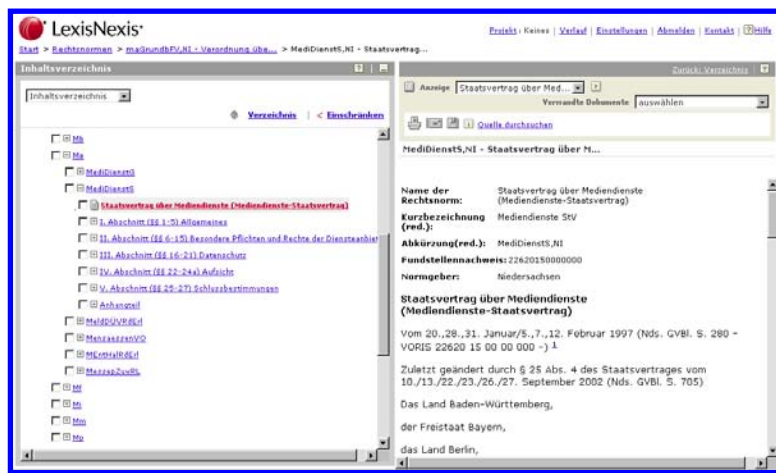 LexisNexis·
Projekt: Keines | Verlauf | Einstellungen | Abmelden | Kontakt | Hilfe
Start > Rechtsnormen > maGrundbFV,NI - Verordnung übe... > MediDienstS,NI - Staatsvertrag...
Inhaltsverzeichnis
Zurück: Verzeichnis
Inhaltsverzeichnis
Verzeichnis | < Einschränken
Anzeige Staatsvertrag über Med...
Verwandte Dokumente auswählen
Quelle durchsuchen
MediDienstS,NI - Staatsvertrag über M...
Mb
Me
MediDienstG
MediDienstS
Staatsvertrag über Mediendienste (Mediendienste-Staatsvertrag)
I. Abschnitt (§§ 1-5) Allgemeines
II. Abschnitt (§§ 6-15) Besondere Pflichten und Rechte der Diensteanbiet
III. Abschnitt (§§ 16-21) Datenschutz
IV. Abschnitt (§§ 22-24a) Aufsicht
V. Abschnitt (§§ 25-27) Schlussbestimmungen
Anhangteil
MeldDÜVRdErl
MensaessenVO
MEntHalRdErl
MesszpZuwRL
Mf
Mi
Mm
Mo
Name der Rechtsnorm: Staatsvertrag über Mediendienste
(Mediendienste-Staatsvertrag)
Kurzbezeichnung (red.): Mediendienste StV
Abkürzung(red.): MediDienstS,NI
Fundstellennachweis: 22620150000000
Normgeber: Niedersachsen
Staatsvertrag über Mediendienste
(Mediendienste-Staatsvertrag)
Vom 20.,28.,31. Januar/5.,7.,12. Februar 1997 (Nds. GVBl. S. 280 -
VORIS 22620 15 00 00 000 -) 1
Zuletzt geändert durch § 25 Abs. 4 des Staatsvertrages vom
10./13./22./23./26./27. September 2002 (Nds. GVBl. S. 705)
Das Land Baden-Württemberg,
der Freistaat Bayern,
das Land Berlin,